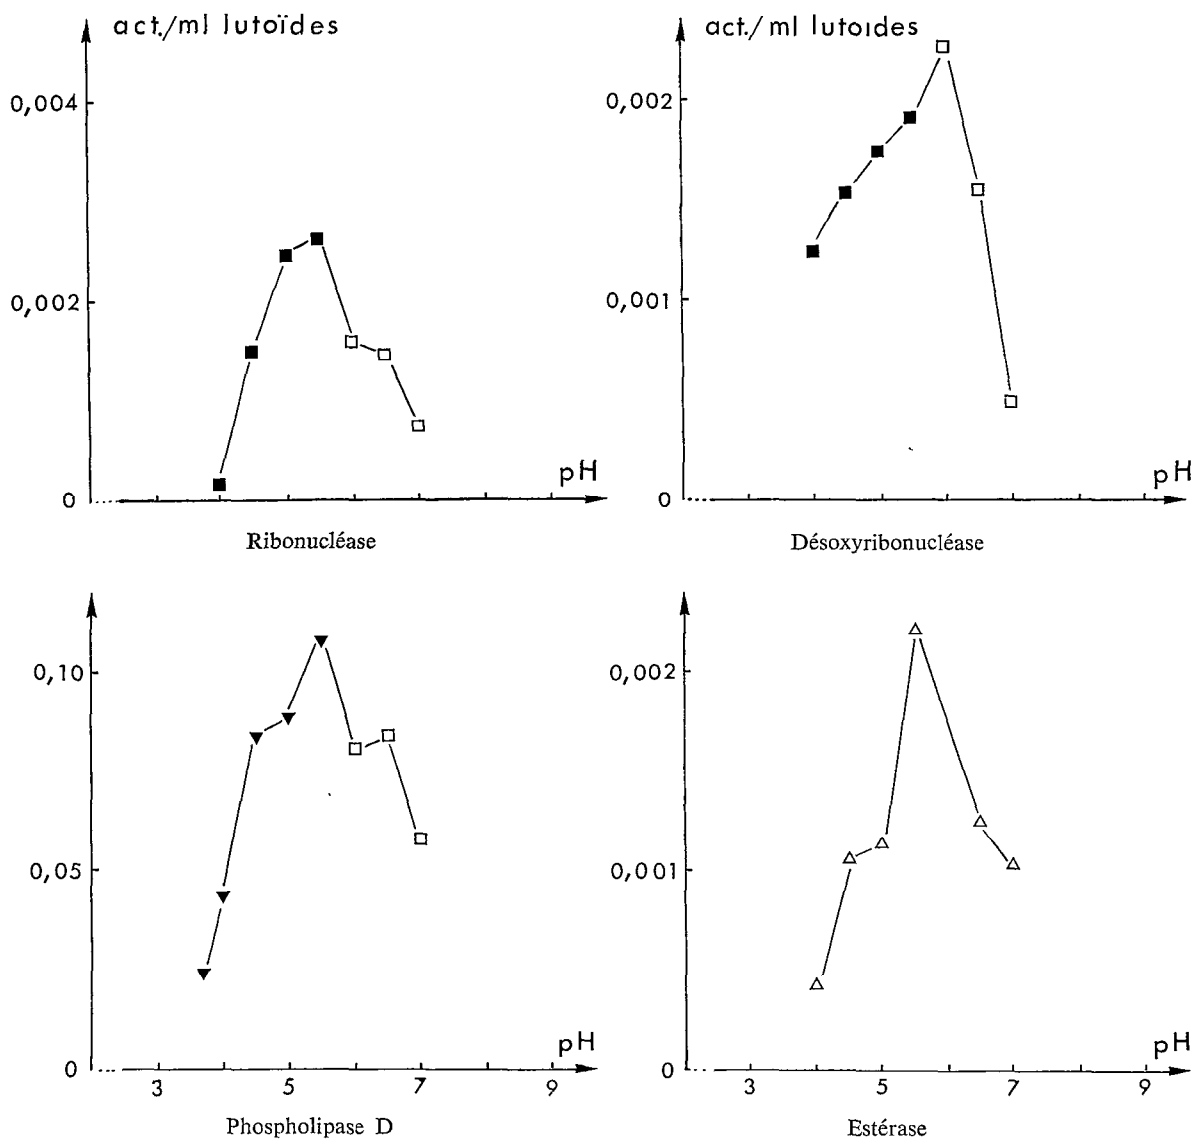 act./ml lutoïdes
0,004
0,002
0
pH
Ribonucléase
act./ml lutoıdes
0,002
0,001
0
pH
Désoxyribonucléase
0,10
0,05
0
pH
3 5 7 9
Phospholipase D
0,002
0,001
0
pH
3 5 7 9
Estérase